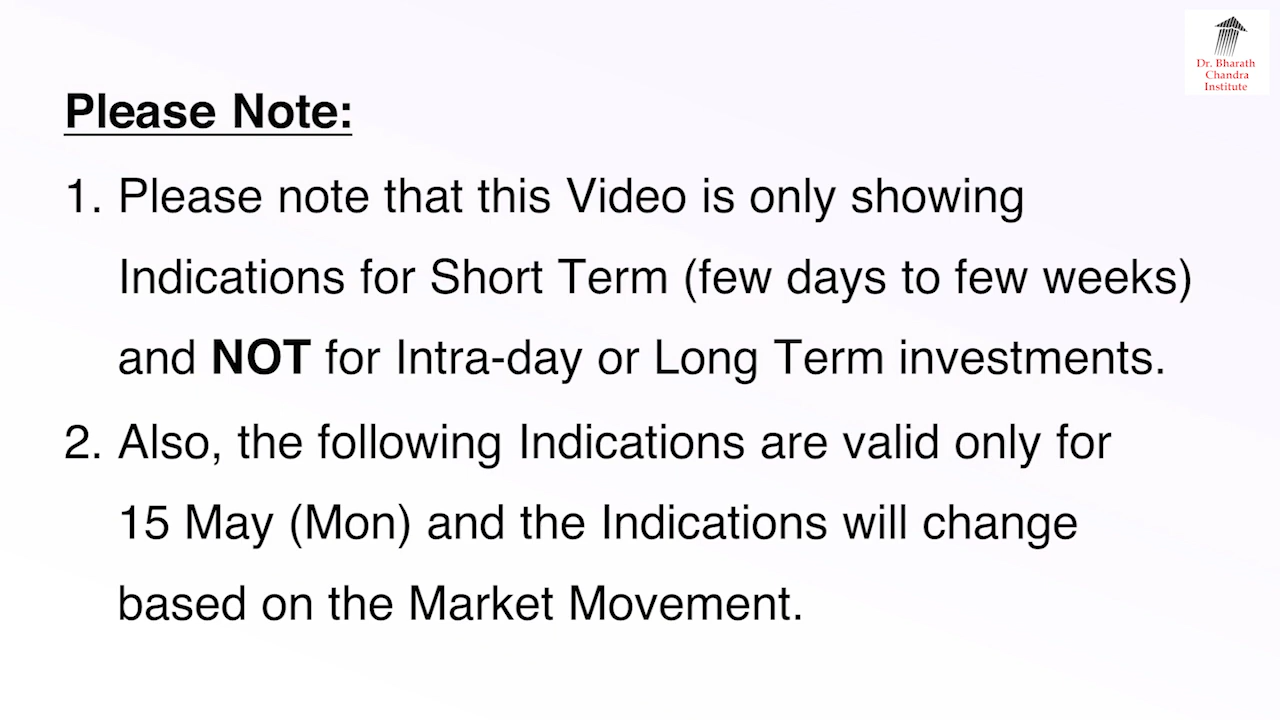 Dr. Bharath
Chandra
Institute
Please Note:
1. Please note that this Video is only showing
Indications for Short Term (few days to few weeks)
and NOT for Intra-day or Long Term investments.
2. Also, the following Indications are valid only for
15 May (Mon) and the Indications will change
based on the Market Movement.